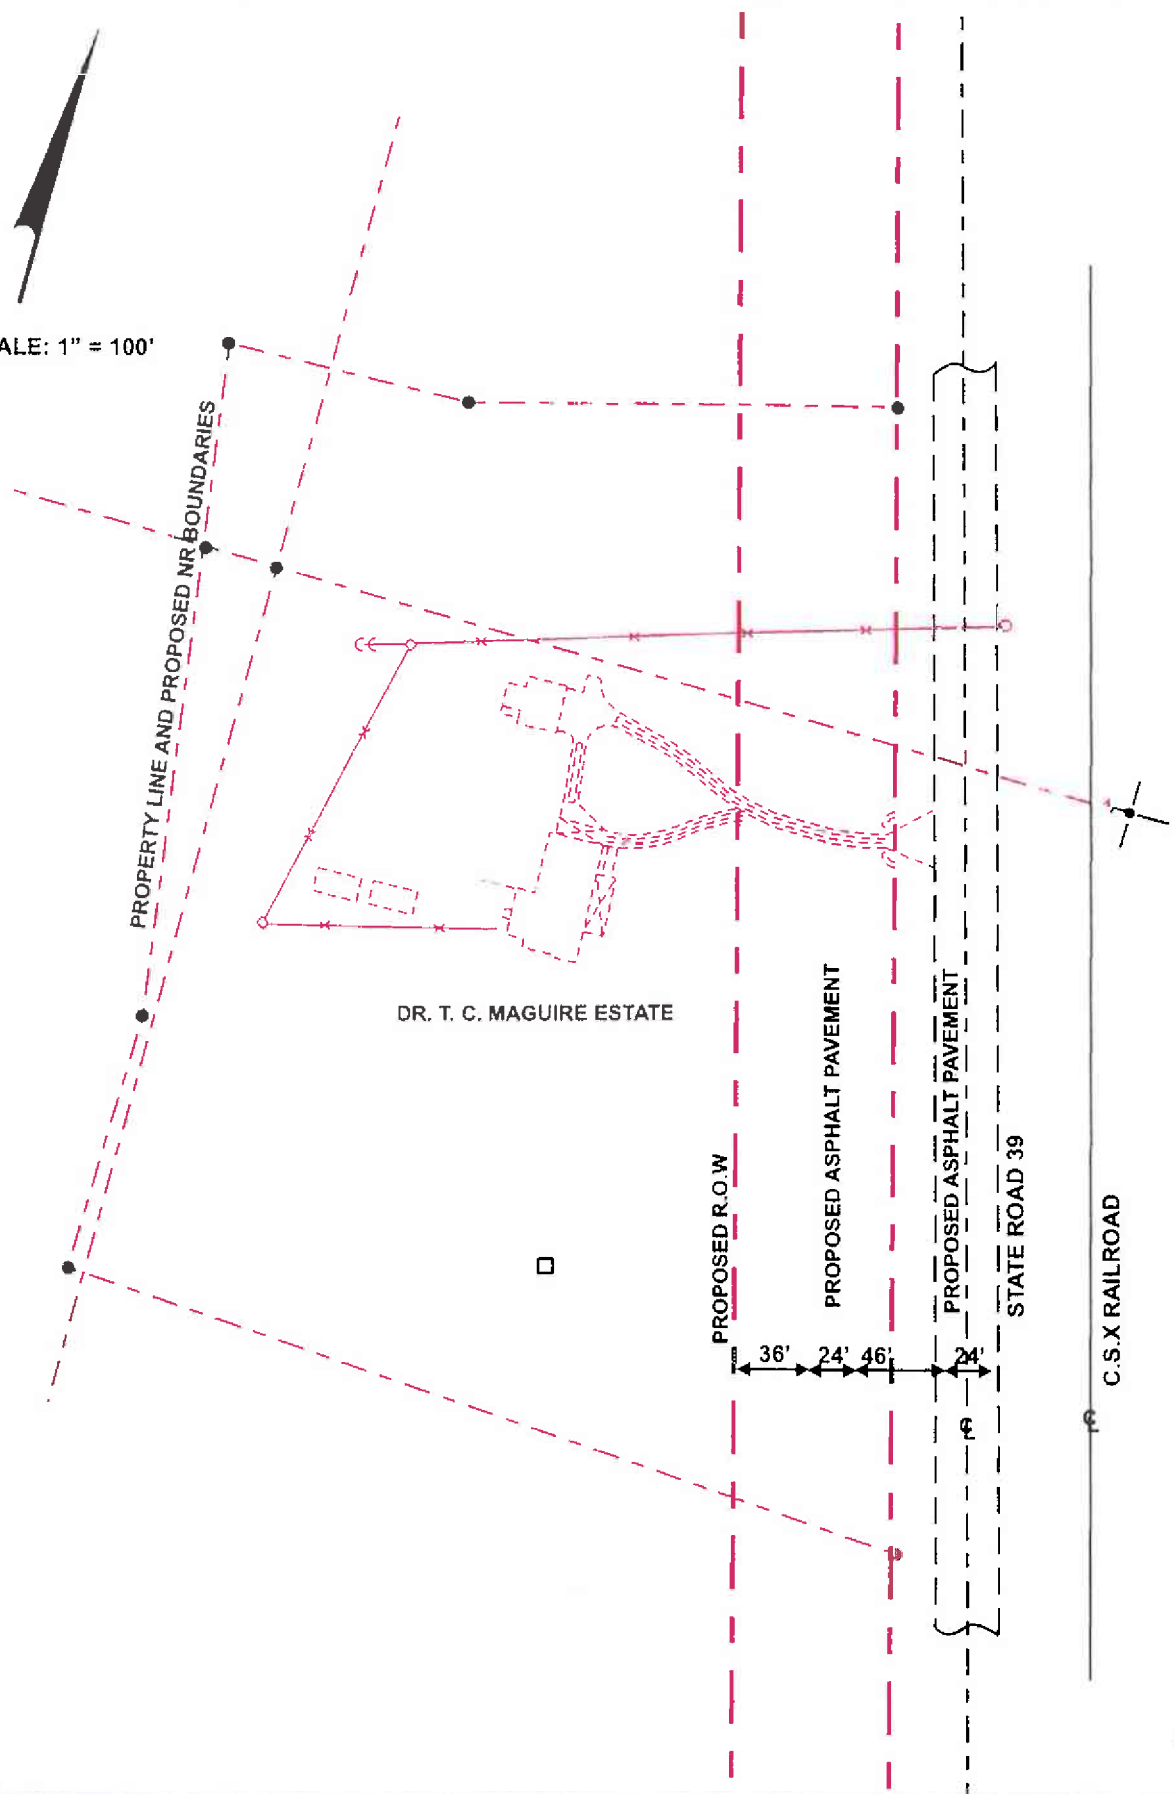 ALE: 1" = 100'
PROPERTY LINE AND PROPOSED NR BOUNDARIES
DR. T. C. MAGUIRE ESTATE
PROPOSED R.O.W
PROPOSED ASPHALT PAVEMENT
PROPOSED ASPHALT PAVEMENT
STATE ROAD 39
C.S.X RAILROAD
36' 24' 46' 24'